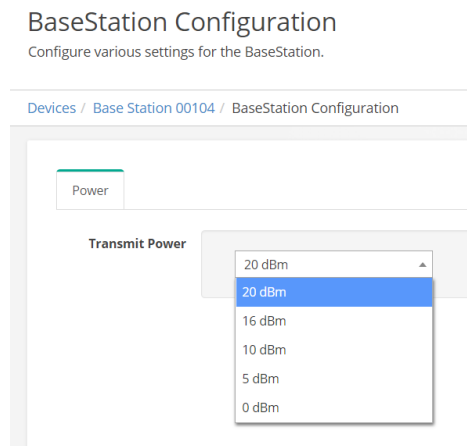 BaseStation Configuration
Configure various settings for the BaseStation.
Devices / Base Station 00104 / BaseStation Configuration
Power
Transmit Power
20 dBm
20 dBm
16 dBm
10 dBm
5 dBm
0 dBm